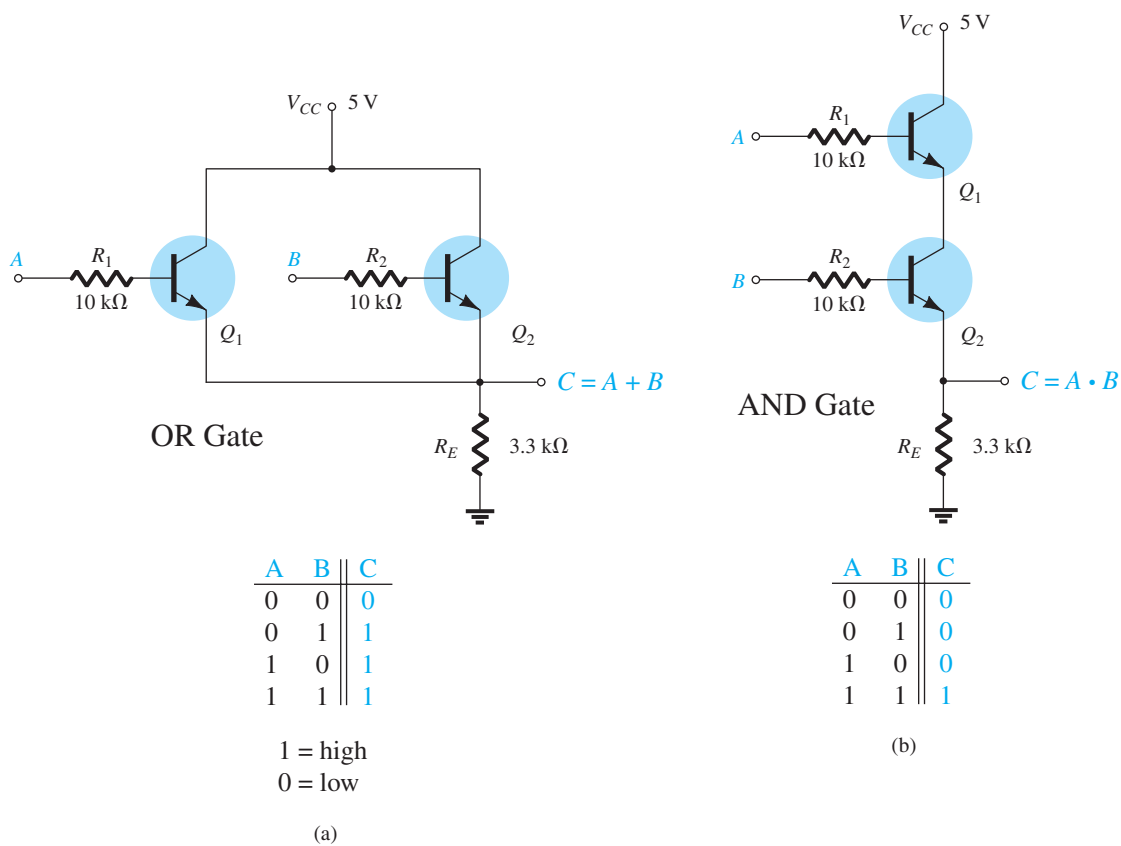 V_CC 5 V
A
R_1
10 kΩ
Q_1
B
R_2
10 kΩ
Q_2
C = A + B
OR Gate
R_E
3.3 kΩ
A B C
0 0 0
0 1 1
1 0 1
1 1 1
1 = high
0 = low
(a)
V_CC 5 V
A
R_1
10 kΩ
Q_1
B
R_2
10 kΩ
Q_2
C = A • B
AND Gate
R_E
3.3 kΩ
A B C
0 0 0
0 1 0
1 0 0
1 1 1
(b)